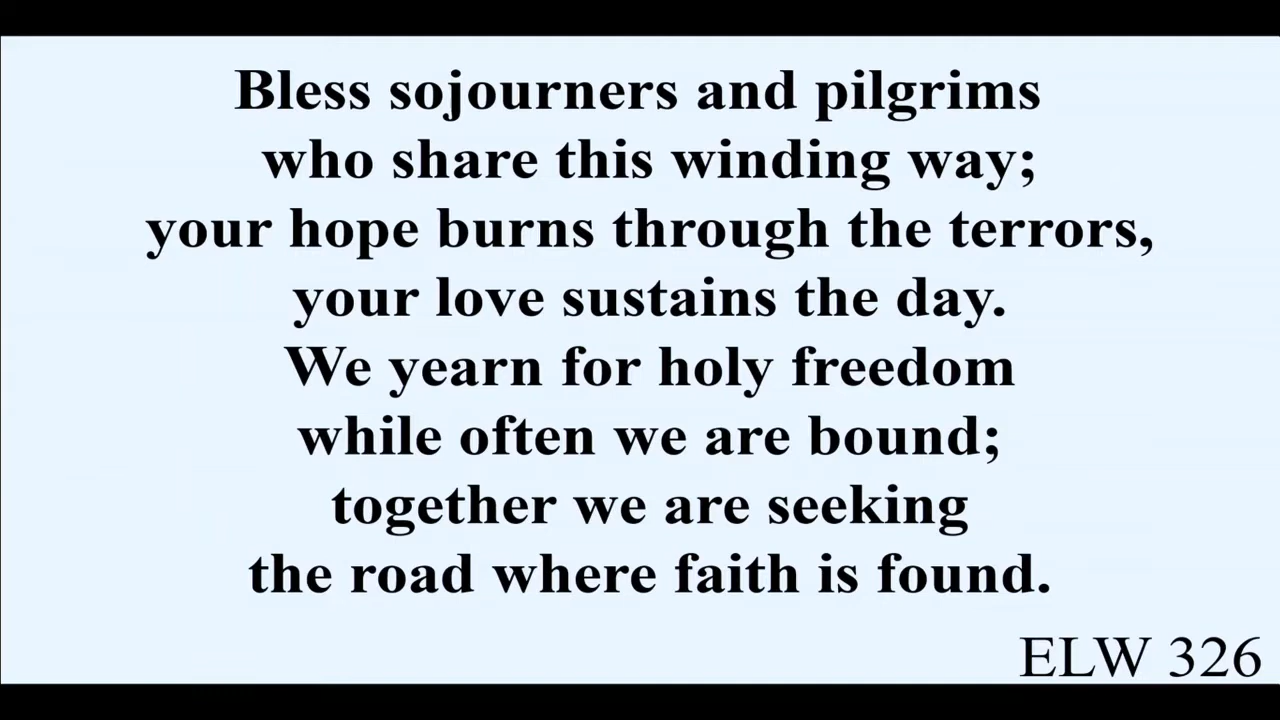 Bless sojourners and pilgrims
who share this winding way;
your hope burns through the terrors,
your love sustains the day.
We yearn for holy freedom
while often we are bound;
together we are seeking
the road where faith is found.
ELW 326